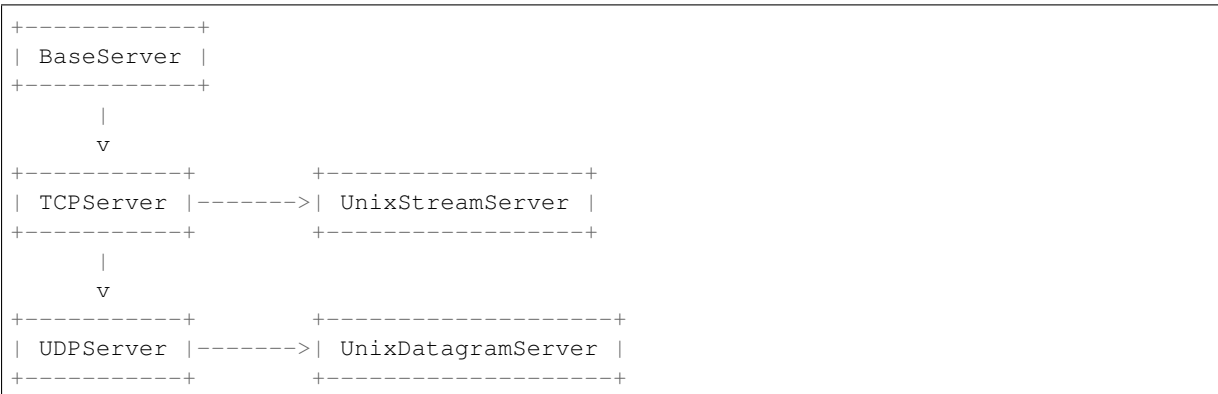 +------------+
| BaseServer |
+------------+
      |
      v
+-----------+        +------------------+
| TCPServer |------->| UnixStreamServer |
+-----------+        +------------------+
      |
      v
+-----------+        +--------------------+
| UDPServer |------->| UnixDatagramServer |
+-----------+        +--------------------+